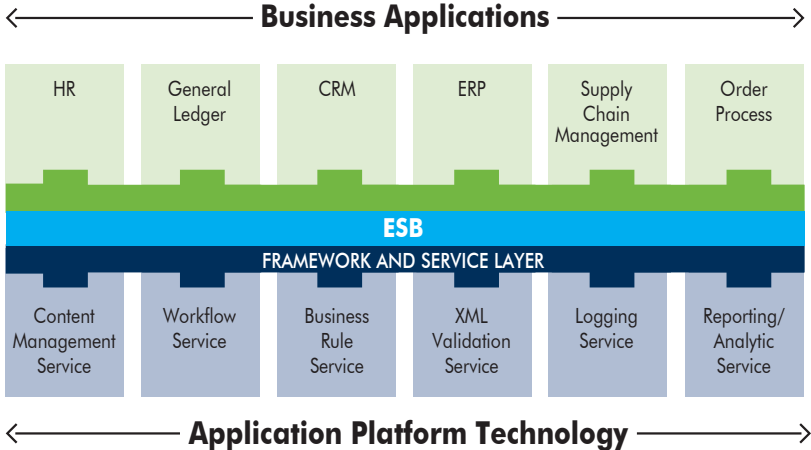 Business Applications
HR
General
Ledger
CRM
ERP
Supply
Chain
Management
Order
Process
ESB
FRAMEWORK AND SERVICE LAYER
Content
Management
Service
Workflow
Service
Business
Rule
Service
XML
Validation
Service
Logging
Service
Reporting/
Analytic
Service
Application Platform Technology